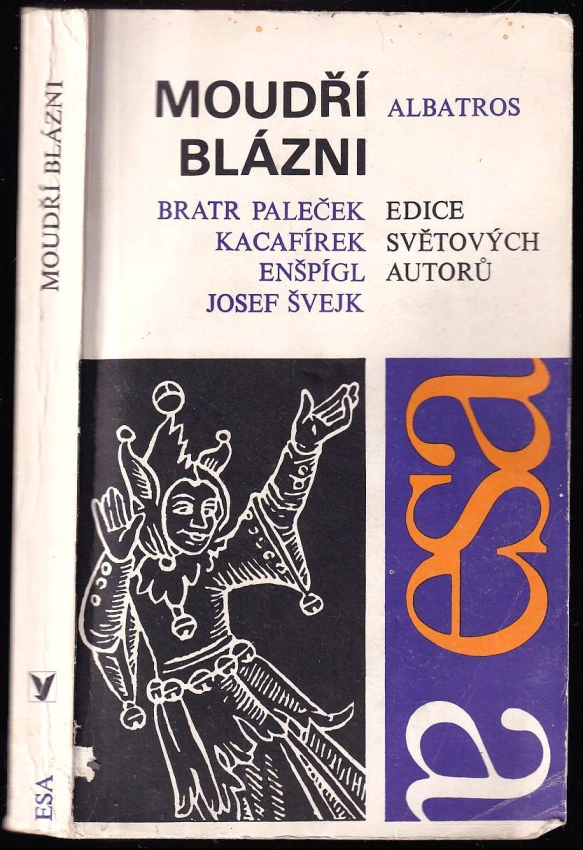 MOUDŘÍ BLÁZNI
ESA
MOUDŘÍ
BLÁZNI
ALBATROS
BRATR PALEČEK
KACAFÍREK
ENŠPÍGL
JOSEF ŠVEJK
EDICE
SVĚTOVÝCH
AUTORŮ
esa
a